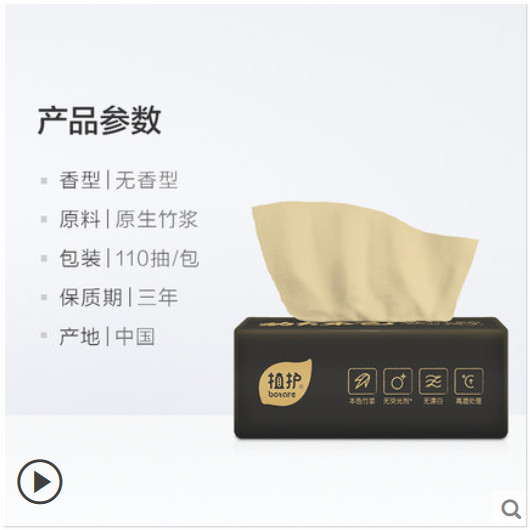 产品参数
香型|无香型
原料|原生竹浆
包装|110抽/包
保质期|三年
产地|中国
植护®
botare
本色竹浆 无荧光剂* 无漂白 高温处理